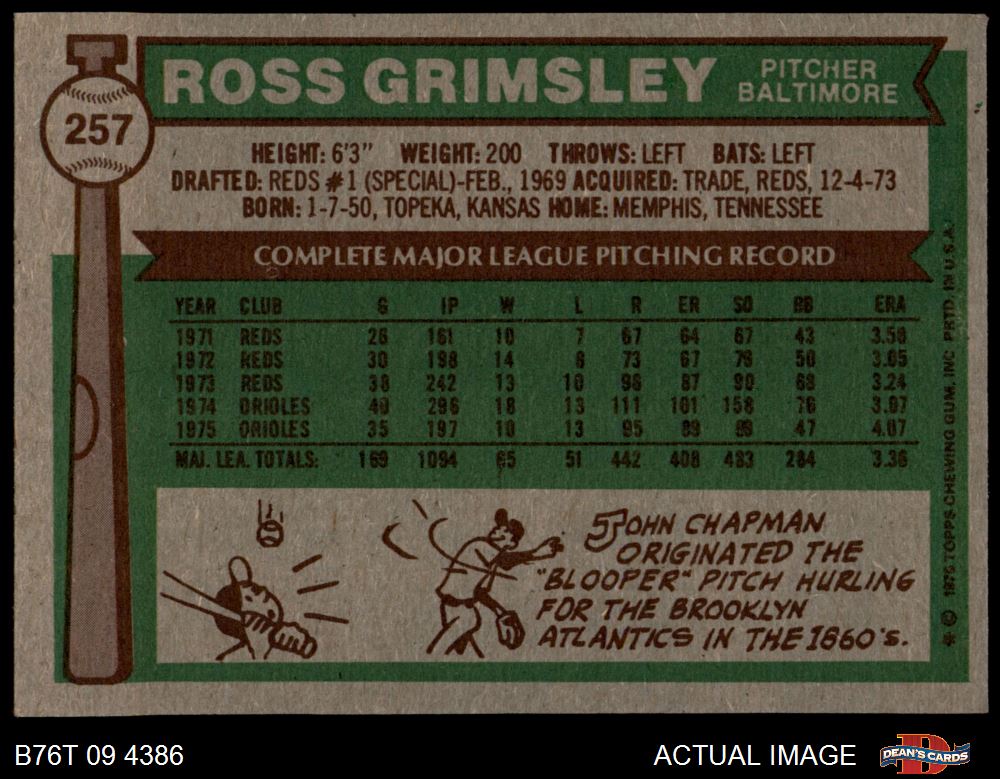 257
ROSS GRIMSLEY
PITCHER
BALTIMORE
HEIGHT: 6'3" WEIGHT: 200 THROWS: LEFT BATS: LEFT
DRAFTED: REDS #1 (SPECIAL)-FEB., 1969 ACQUIRED: TRADE, REDS, 12-4-73
BORN: 1-7-50, TOPEKA, KANSAS HOME: MEMPHIS, TENNESSEE
COMPLETE MAJOR LEAGUE PITCHING RECORD
YEAR CLUB G IP W L R ER SO BB ERA
1971 REDS 26 161 10 7 67 64 67 43 3.58
1972 REDS 30 198 14 8 73 67 79 50 3.05
1973 REDS 38 242 13 10 96 87 90 68 3.24
1974 ORIOLES 40 296 18 13 111 101 158 76 3.07
1975 ORIOLES 35 197 10 13 95 89 89 47 4.07
MAJ. LEA. TOTALS: 169 1094 65 51 442 408 483 284 3.36
JOHN CHAPMAN
ORIGINATED THE
"BLOOPER" PITCH HURLING
FOR THE BROOKLYN
ATLANTICS IN THE 1860's.
* © 1976 TOPPS CHEWING GUM, INC PRTD. IN U.S.A.
B76T 09 4386
ACTUAL IMAGE
DEAN'S CARDS